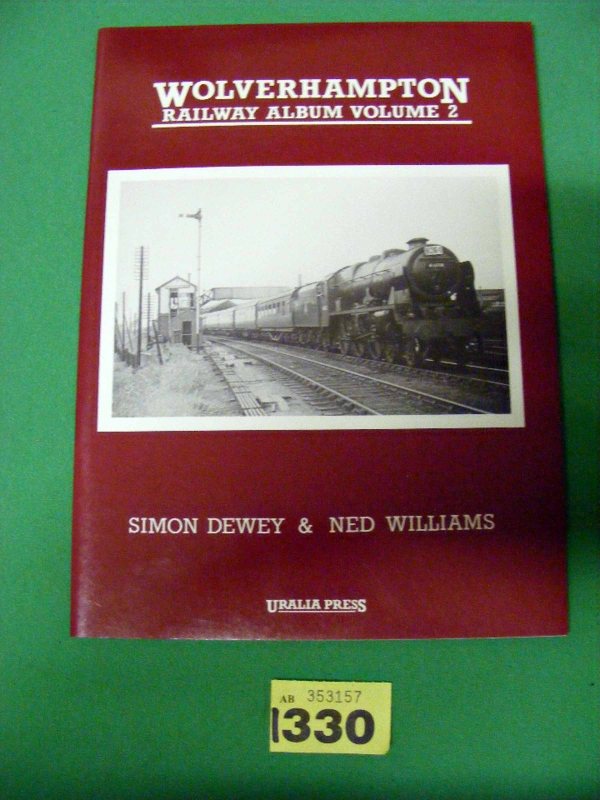 WOLVERHAMPTON
RAILWAY ALBUM VOLUME 2
SIMON DEWEY & NED WILLIAMS
URALIA PRESS
AB 353157
1330